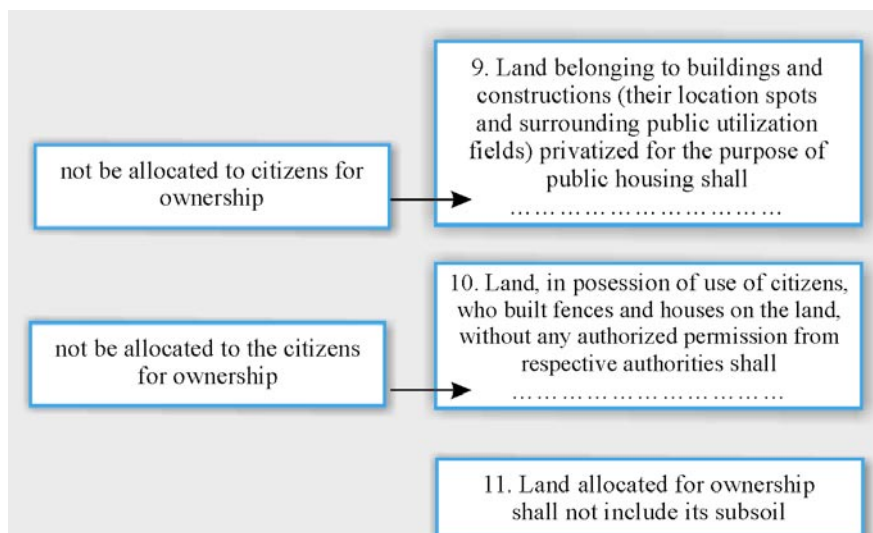 9. Land belonging to buildings and
constructions (their location spots
and surrounding public utilization
fields) privatized for the purpose of
public housing shall
………………………………
not be allocated to citizens for
ownership
10. Land, in posession of use of citizens,
who built fences and houses on the land,
without any authorized permission from
respective authorities shall
………………………………
not be allocated to the citizens
for ownership
11. Land allocated for ownership
shall not include its subsoil